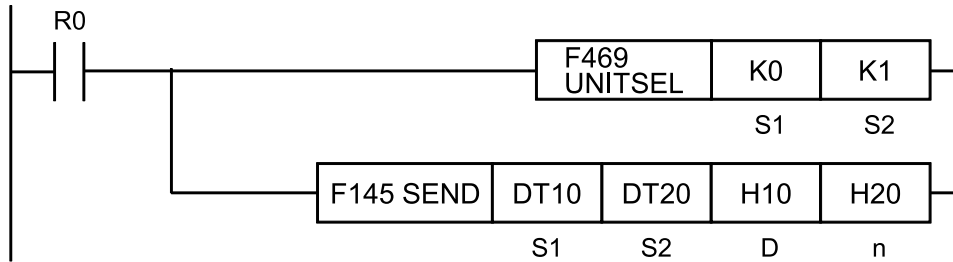 R0
F469 UNITSEL K0 K1
S1 S2
F145 SEND DT10 DT20 H10 H20
S1 S2 D n